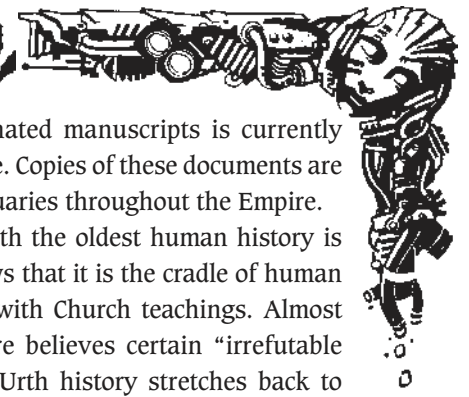 nated manuscripts is currently
. Copies of these documents are
uaries throughout the Empire.
th the oldest human history is
s that it is the cradle of human
with Church teachings. Almost
re believes certain “irrefutable
Urth history stretches back to